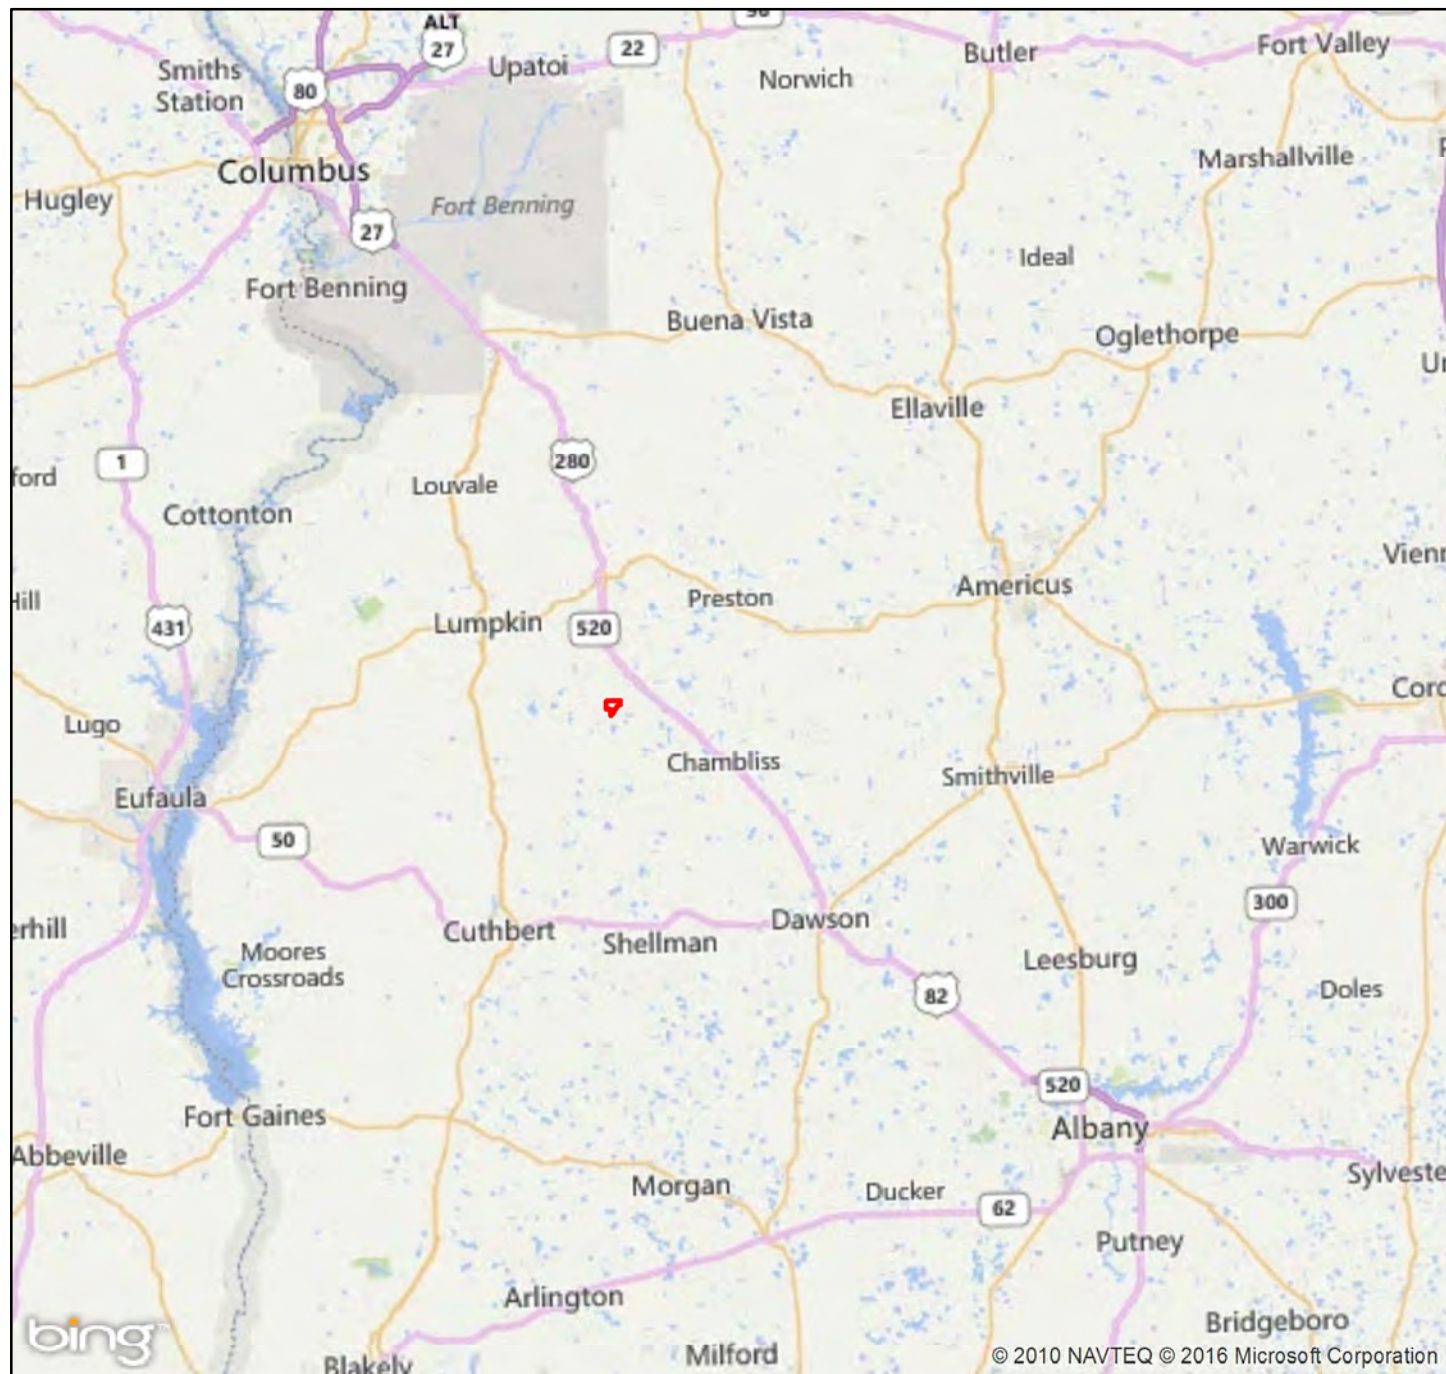 ALT
27
22
Upatoi
Butler
Fort Valley
Smiths
Station
80
Norwich
Columbus
Marshallville
Hugley
Fort Benning
27
Ideal
Fort Benning
Buena Vista
Oglethorpe
Ellaville
1
280
Louvale
Cottonton
Preston
Americus
431
Lumpkin
520
Lugo
Chambliss
Smithville
Eufaula
50
Warwick
300
Cuthbert
Shellman
Dawson
Moores
Crossroads
Leesburg
82
Doles
520
Fort Gaines
Albany
Abbeville
Sylveste
Morgan
Ducker
62
Putney
Arlington
Bridgeboro
bing™
Blakely
Milford
© 2010 NAVTEQ © 2016 Microsoft Corporation